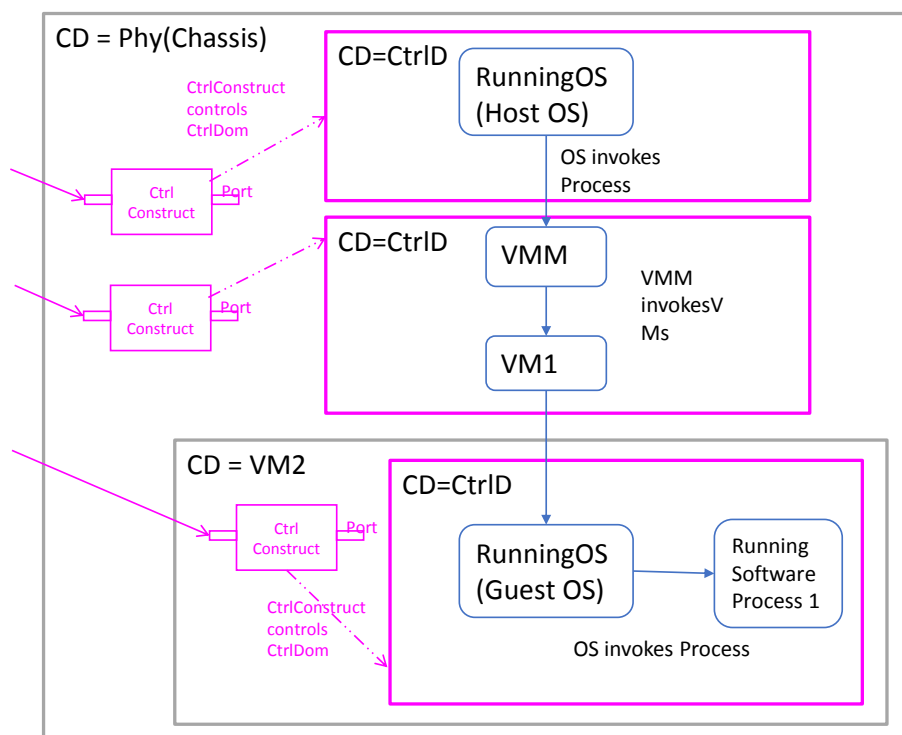 CD = Phy(Chassis)
CD=CtrlD
RunningOS
(Host OS)
CtrlConstruct
controls
CtrlDom
OS invokes
Process
Ctrl
Construct
Port
CD=CtrlD
VMM
VMM
invokesV
Ms
Ctrl
Construct
Port
VM1
CD = VM2
CD=CtrlD
Ctrl
Construct
Port
RunningOS
(Guest OS)
Running
Software
Process 1
CtrlConstruct
controls
CtrlDom
OS invokes Process